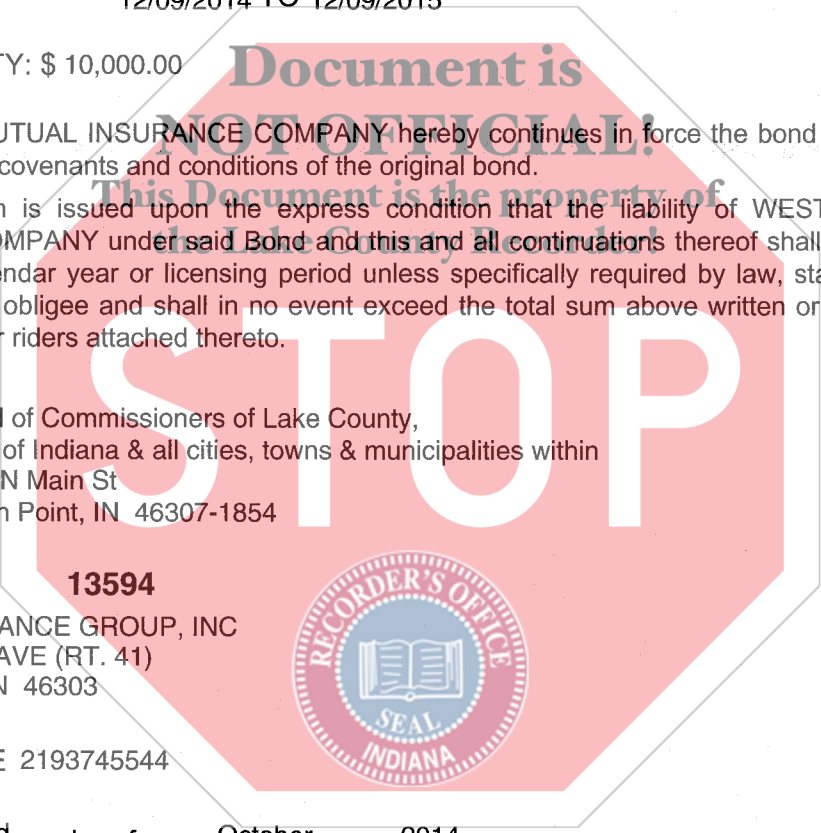 12/09/2014 TO 12/09/2015
TY: $ 10,000.00
Document is
UTUAL INSURANCE COMPANY hereby continues in force the bond
NOT OFFICIAL!
covenants and conditions of the original bond.
This Document is the property of
n is issued upon the express condition that the liability of WEST
OMPANY under said Bond and this and all continuations thereof shall
the Lake County Recorder!
endar year or licensing period unless specifically required by law, sta
obligee and shall in no event exceed the total sum above written or
r riders attached thereto.
STOP
d of Commissioners of Lake County,
of Indiana & all cities, towns & municipalities within
N Main St
n Point, IN 46307-1854
13594
RECORDER'S OFFICE
ANCE GROUP, INC
AVE (RT. 41)
N 46303
SEAL
INDIANA
E 2193745544
October 2014